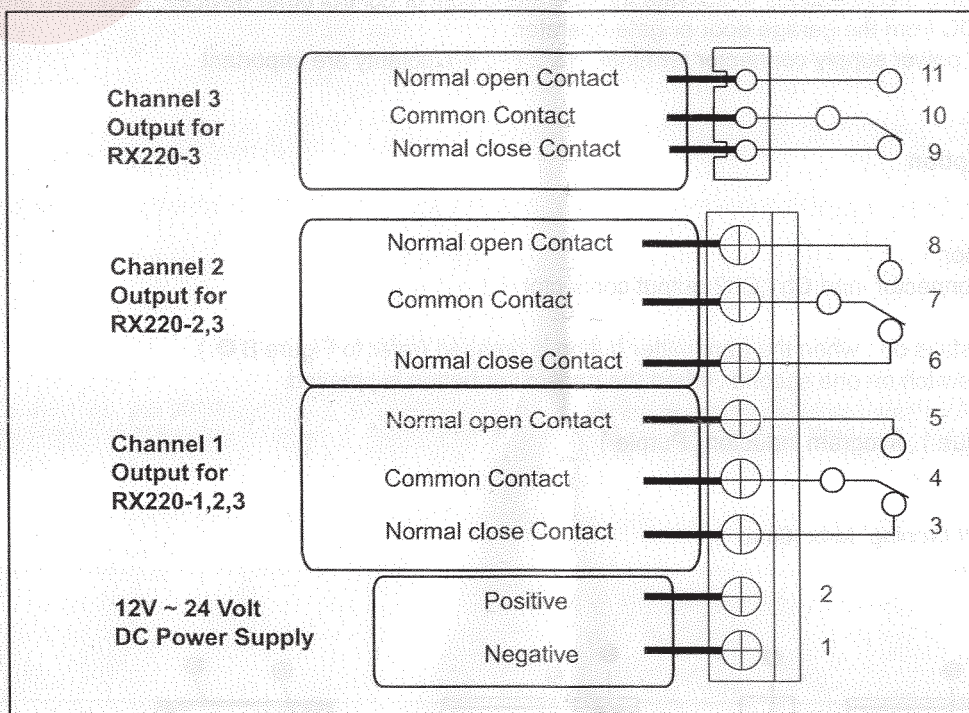 Channel 3
Output for
RX220-3
Normal open Contact
Common Contact
Normal close Contact
11
10
9
Channel 2
Output for
RX220-2,3
Normal open Contact
Common Contact
Normal close Contact
8
7
6
Channel 1
Output for
RX220-1,2,3
Normal open Contact
Common Contact
Normal close Contact
5
4
3
12V ~ 24 Volt
DC Power Supply
Positive
Negative
2
1